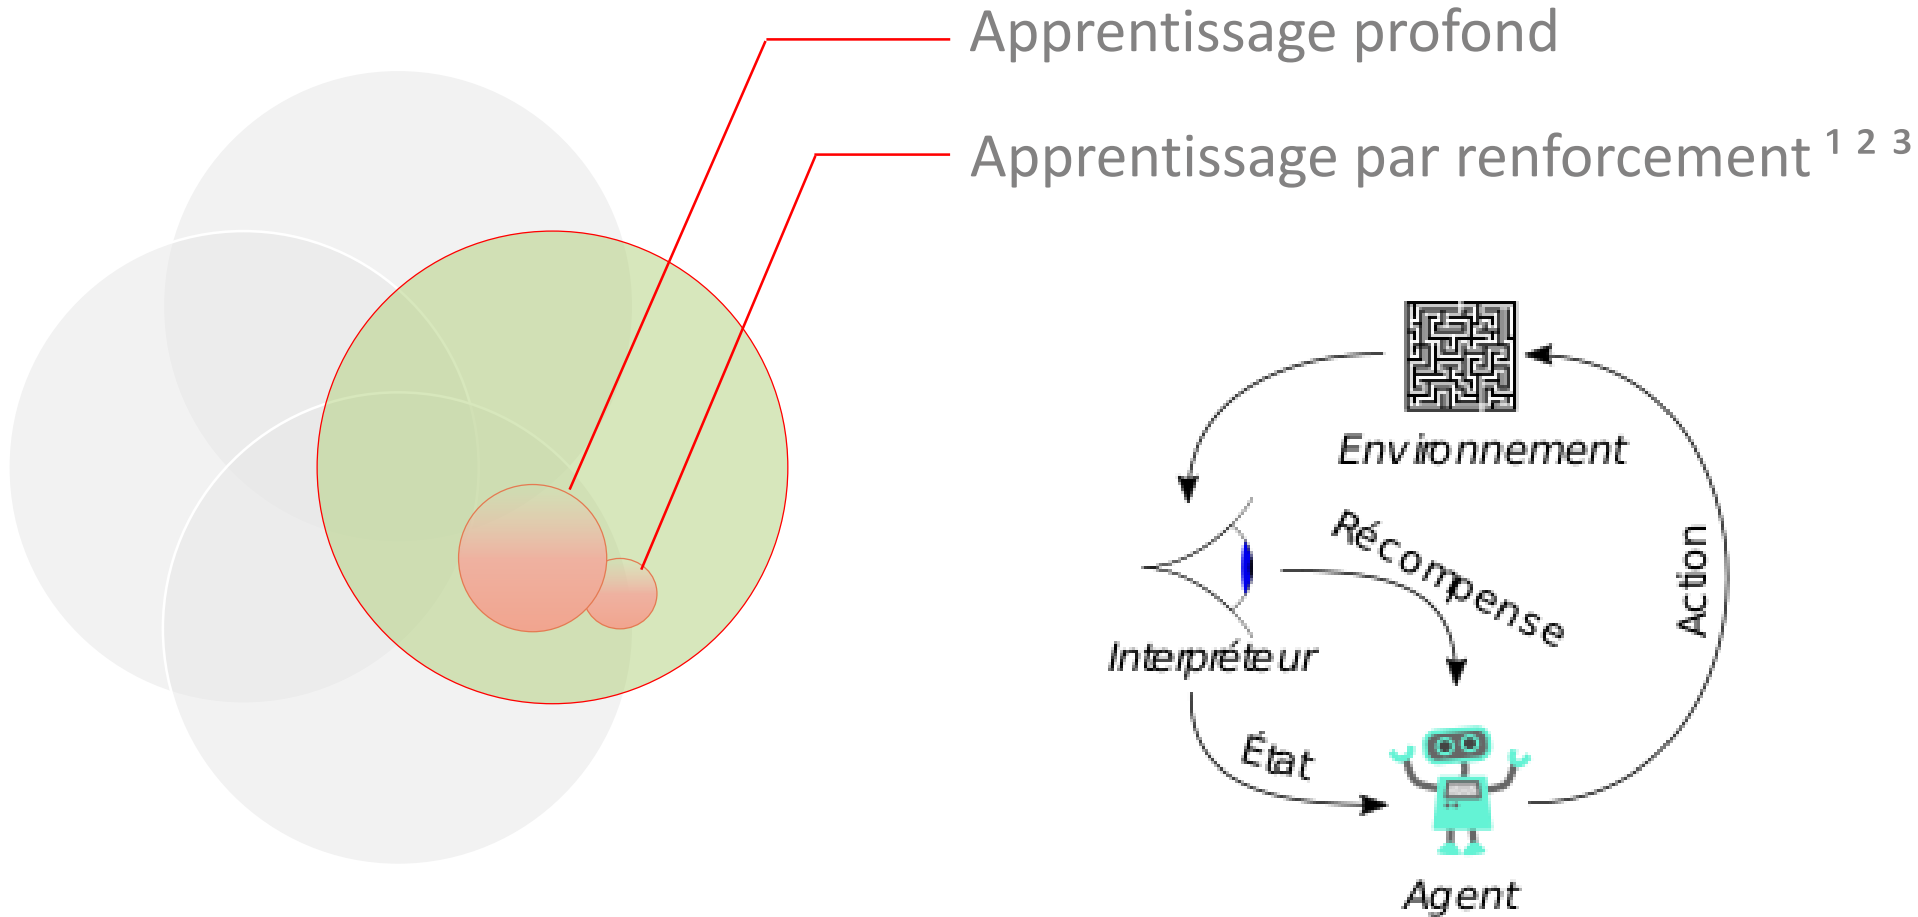 Apprentissage profond
Apprentissage par renforcement ¹ ² ³
Environnement
Récompense
Action
Interpréteur
État
Agent